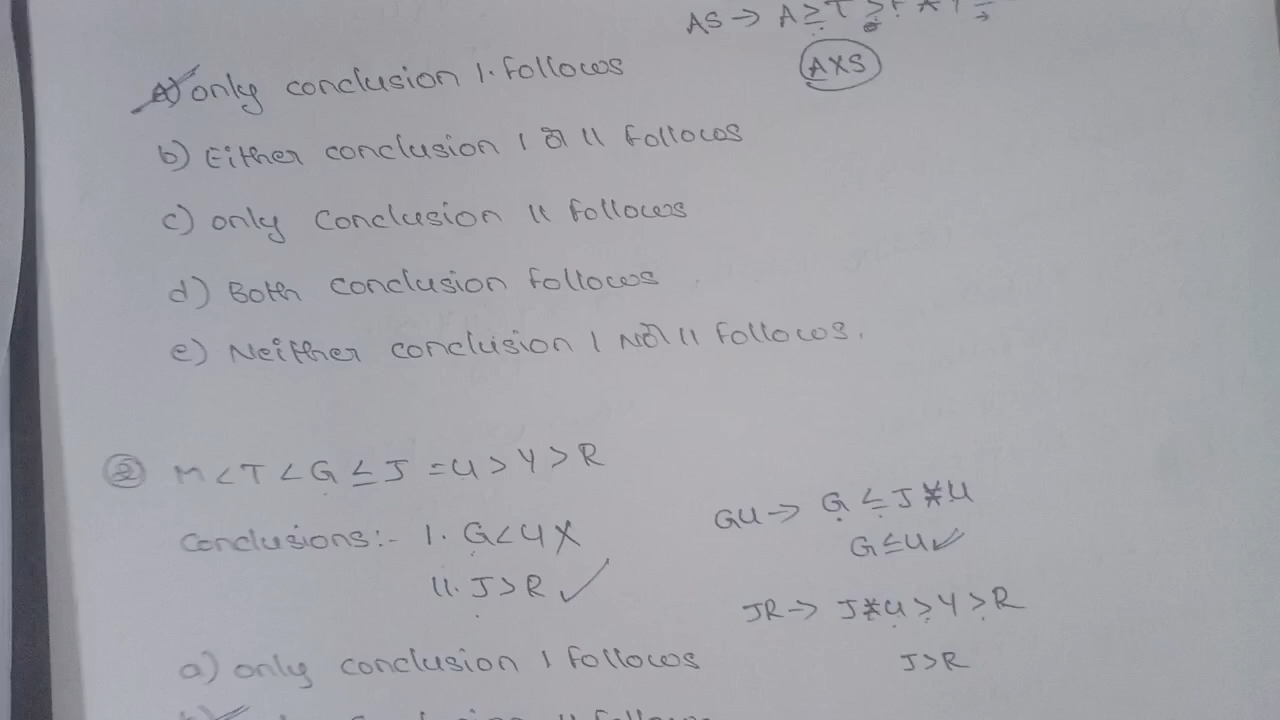 AS → A ≥ T
AXS
a) only conclusion I. follows
b) Either conclusion I or II follows
c) only conclusion II follows
d) Both conclusion follows
e) Neither conclusion I nor II follows.
② M < T < G ≤ J = U > Y > R
GU → G ≤ J * U
Conclusions:- I. G < U X
G ≤ U ✓
II. J > R ✓
JR → J * U > Y > R
a) only conclusion I follows
J > R